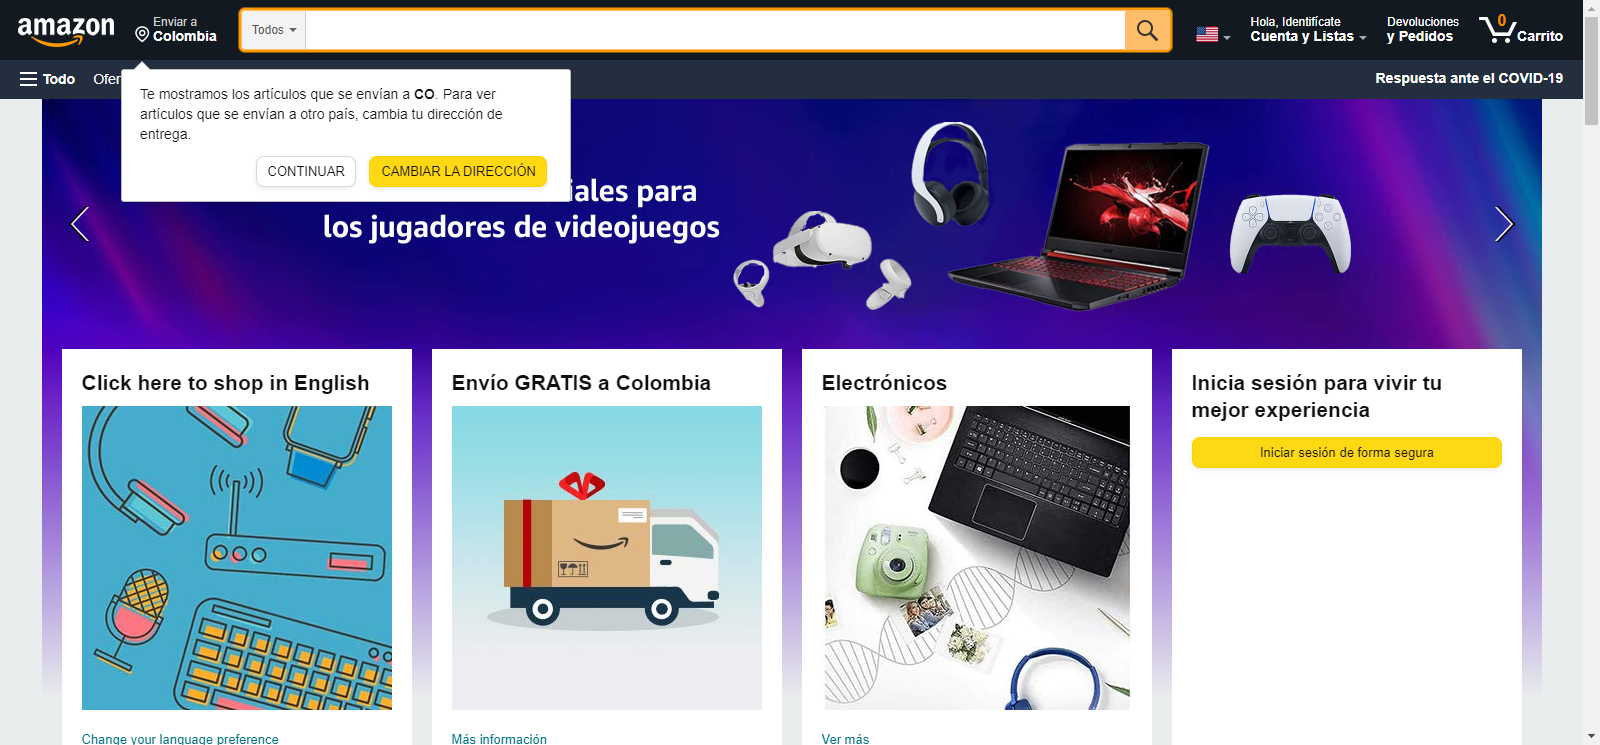 amazon
Enviar a
Colombia
Todos
Hola, Identifícate
Cuenta y Listas
Devoluciones
y Pedidos
0
Carrito
Todo
Respuesta ante el COVID-19
Te mostramos los artículos que se envían a CO. Para ver
artículos que se envían a otro país, cambia tu dirección de
entrega.
CONTINUAR
CAMBIAR LA DIRECCIÓN
para
los jugadores de videojuegos
Click here to shop in English
Envío GRATIS a Colombia
Electrónicos
Inicia sesión para vivir tu
mejor experiencia
Iniciar sesión de forma segura
Change your language preference
Más información
Ver más